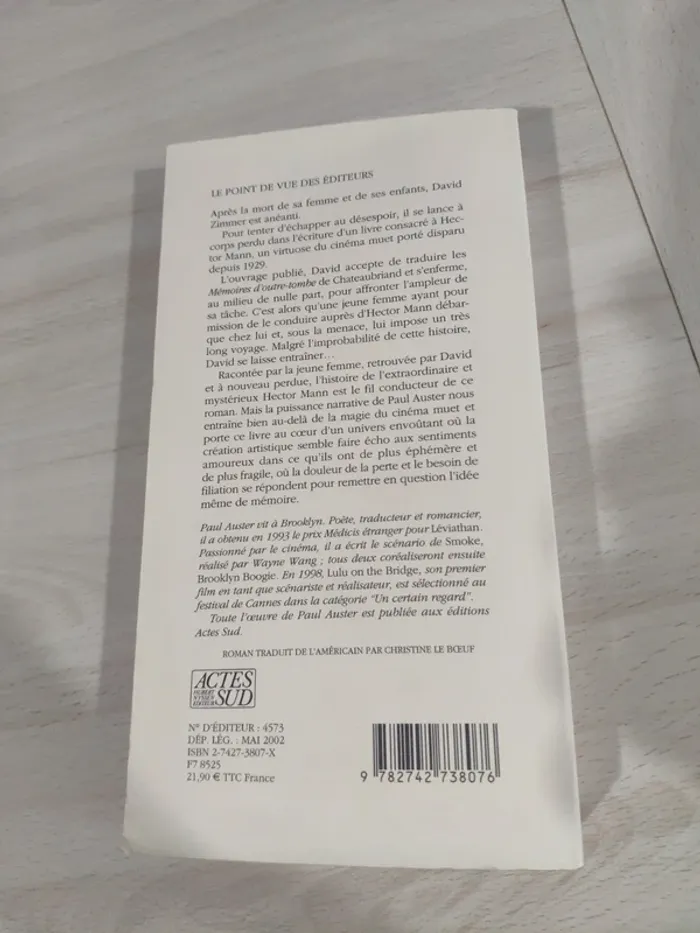 LE POINT DE VUE DES ÉDITEURS
Après la mort de sa femme et de ses enfants, David
Zimmer est anéanti.
Pour tenter d'échapper au désespoir, il se lance à
corps perdu dans l'écriture d'un livre consacré à Hec-
tor Mann, un virtuose du cinéma muet porté disparu
depuis 1929.
L'ouvrage publié, David accepte de traduire les
Mémoires d'outre-tombe de Chateaubriand et s'enferme,
au milieu de nulle part, pour affronter l'ampleur de
sa tâche. C'est alors qu'une jeune femme ayant pour
mission de le conduire auprès d'Hector Mann débar-
que chez lui et, sous la menace, lui impose un très
long voyage. Malgré l'improbabilité de cette histoire,
David se laisse entraîner...
Racontée par la jeune femme, retrouvée par David
et à nouveau perdue, l'histoire de l'extraordinaire et
mystérieux Hector Mann est le fil conducteur de ce
roman. Mais la puissance narrative de Paul Auster nous
entraîne bien au-delà de la magie du cinéma muet et
porte ce livre au cœur d'un univers envoûtant où la
création artistique semble faire écho aux sentiments
amoureux dans ce qu'ils ont de plus éphémère et
de plus fragile, où la douleur de la perte et le besoin de
filiation se répondent pour remettre en question l'idée
même de mémoire.
Paul Auster vit à Brooklyn. Poète, traducteur et romancier,
il a obtenu en 1993 le prix Médicis étranger pour Léviathan.
Passionné par le cinéma, il a écrit le scénario de Smoke,
réalisé par Wayne Wang ; tous deux coréaliseront ensuite
Brooklyn Boogie. En 1998, Lulu on the Bridge, son premier
film en tant que scénariste et réalisateur, est sélectionné au
festival de Cannes dans la catégorie "Un certain regard".
Toute l'œuvre de Paul Auster est publiée aux éditions
Actes Sud.
ROMAN TRADUIT DE L'AMÉRICAIN PAR CHRISTINE LE BŒUF
ACTES
HUBERT
NYSSEN
ÉDITEUR
SUD
N° D'ÉDITEUR : 4573
DÉP. LÉG. : MAI 2002
ISBN 2-7427-3807-X
F7 8525
21,90 € TTC France
9 782742 738076